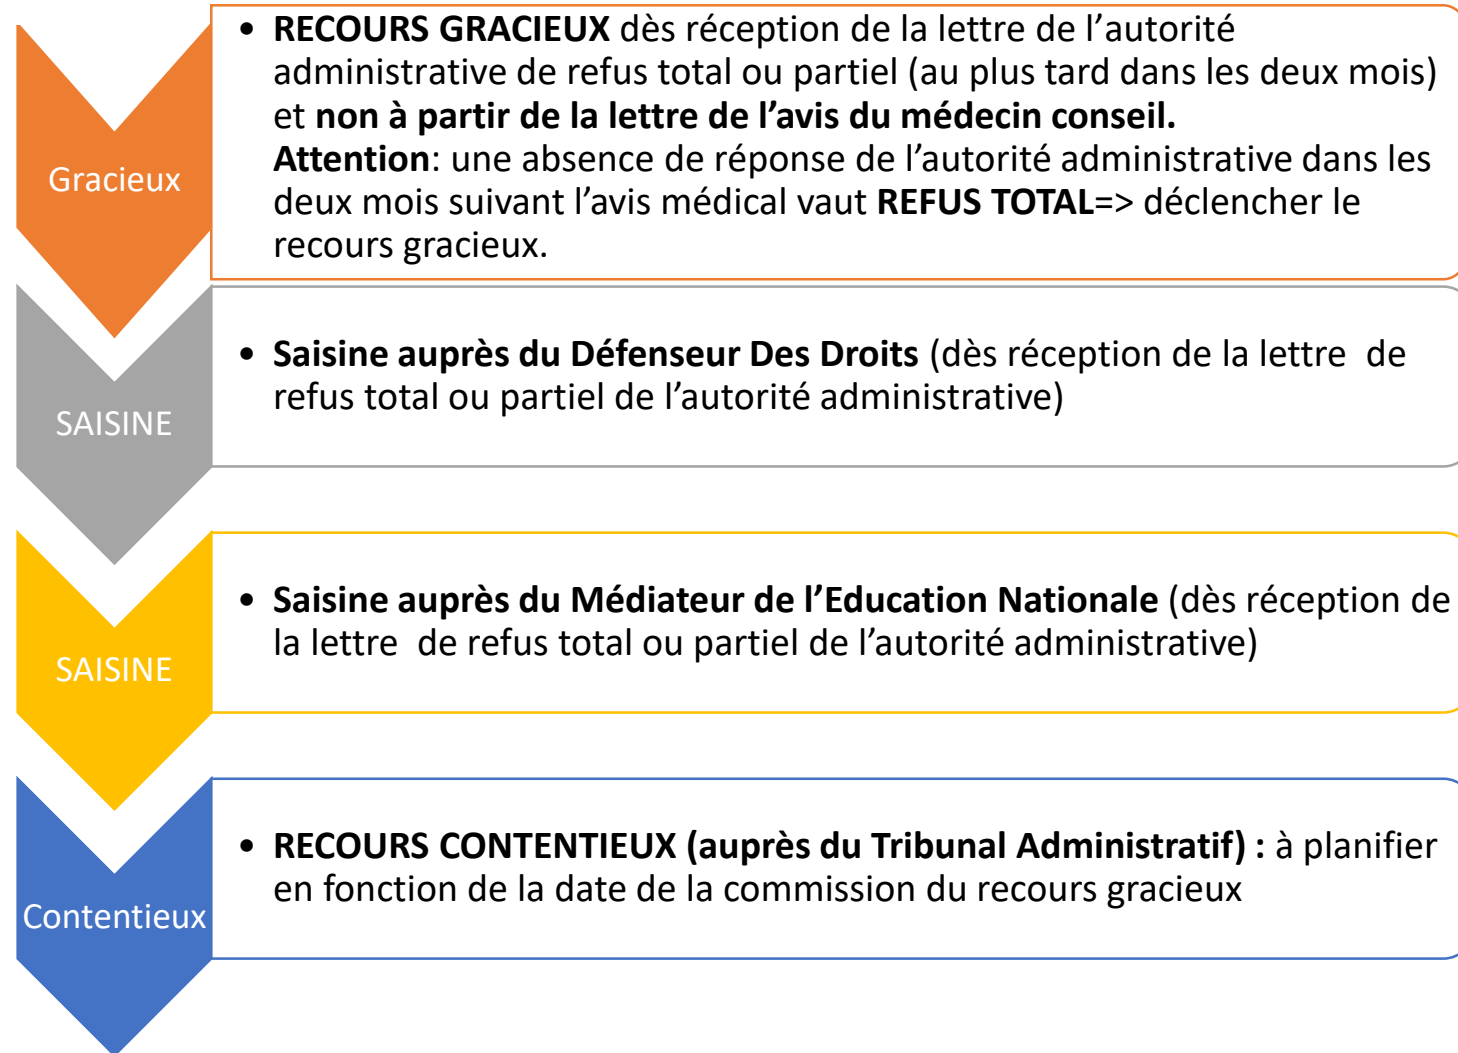 Gracieux
• RECOURS GRACIEUX dès réception de la lettre de l’autorité
administrative de refus total ou partiel (au plus tard dans les deux mois)
et non à partir de la lettre de l’avis du médecin conseil.
Attention: une absence de réponse de l’autorité administrative dans les
deux mois suivant l’avis médical vaut REFUS TOTAL=> déclencher le
recours gracieux.
SAISINE
• Saisine auprès du Défenseur Des Droits (dès réception de la lettre  de
refus total ou partiel de l’autorité administrative)
SAISINE
• Saisine auprès du Médiateur de l’Education Nationale (dès réception de
la lettre  de refus total ou partiel de l’autorité administrative)
Contentieux
• RECOURS CONTENTIEUX (auprès du Tribunal Administratif) : à planifier
en fonction de la date de la commission du recours gracieux